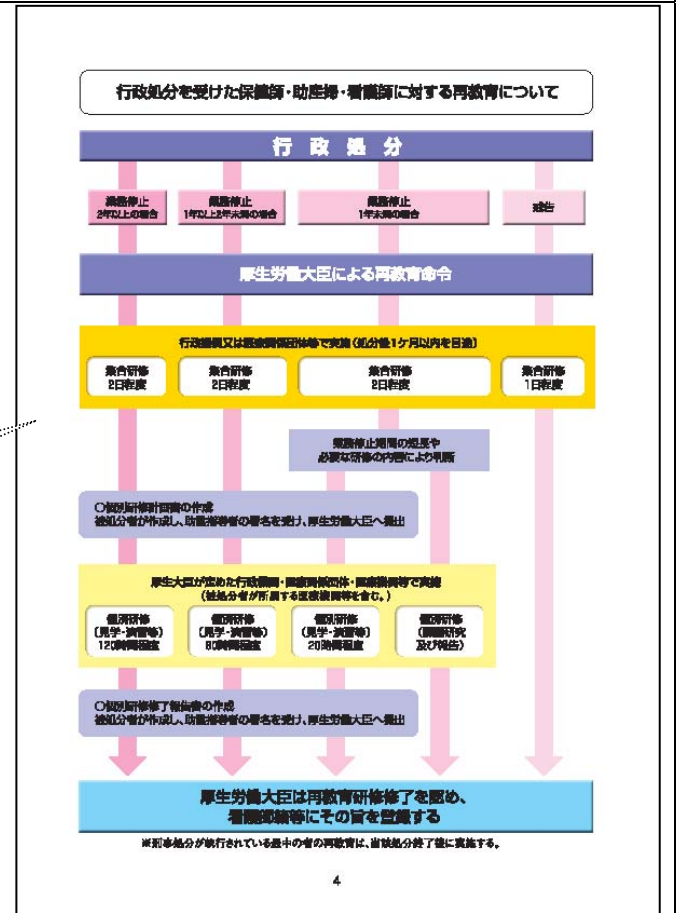 行政処分を受けた保健師・助産婦・看護師に対する再教育について
行政処分
業務停止
2年以上の場合
業務停止
1年以上2年未満の場合
業務停止
1年未満の場合
戒告
厚生労働大臣による再教育命令
行政機関又は医療関係団体等で実施(処分後1ケ月以内を目途)
集合研修
2日程度
集合研修
2日程度
集合研修
2日程度
集合研修
1日程度
業務停止期間の短長や
必要な研修の内容により判断
○個別研修計画書の作成
被処分者が作成し、助言指導者の署名を受け、厚生労働大臣へ提出
厚生大臣が定めた行政機関・医療関係団体・医療機関等で実施
(被処分者が所属する医療機関等を含む。)
個別研修
(見学・演習等)
120時間程度
個別研修
(見学・演習等)
80時間程度
個別研修
(見学・演習等)
20時間程度
個別研修
(課題研究
及び報告)
○個別研修修了報告書の作成
被処分者が作成し、助言指導者の署名を受け、厚生労働大臣へ提出
厚生労働大臣は再教育研修修了を認め、
看護師籍等にその旨を登録する
※刑事処分が執行されている最中の者の再教育は、当該処分終了後に実施する。
4